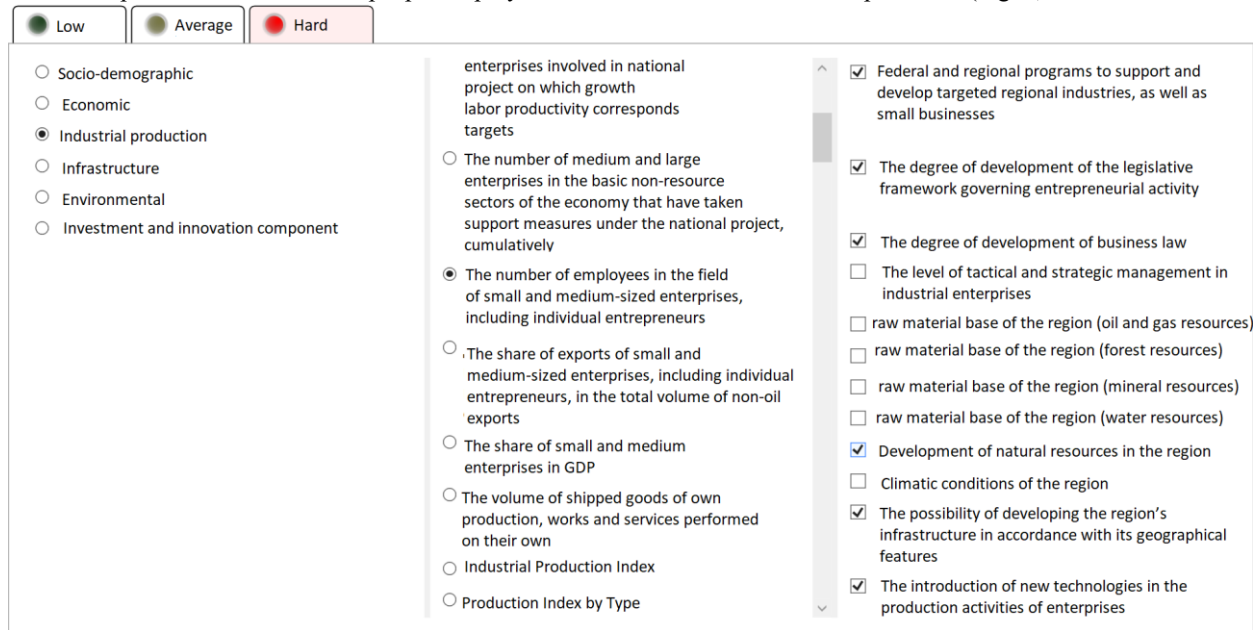 Low
Average
Hard
Socio-demographic
Economic
Industrial production
Infrastructure
Environmental
Investment and innovation component
enterprises involved in national
project on which growth
labor productivity corresponds
targets
The number of medium and large
enterprises in the basic non-resource
sectors of the economy that have taken
support measures under the national project,
cumulatively
The number of employees in the field
of small and medium-sized enterprises,
including individual entrepreneurs
The share of exports of small and
medium-sized enterprises, including individual
entrepreneurs, in the total volume of non-oil
exports
The share of small and medium
enterprises in GDP
The volume of shipped goods of own
production, works and services performed
on their own
Industrial Production Index
Production Index by Type
Federal and regional programs to support and
develop targeted regional industries, as well as
small businesses
The degree of development of the legislative
framework governing entrepreneurial activity
The degree of development of business law
The level of tactical and strategic management in
industrial enterprises
raw material base of the region (oil and gas resources)
raw material base of the region (forest resources)
raw material base of the region (mineral resources)
raw material base of the region (water resources)
Development of natural resources in the region
Climatic conditions of the region
The possibility of developing the region's
infrastructure in accordance with its geographical
features
The introduction of new technologies in the
production activities of enterprises